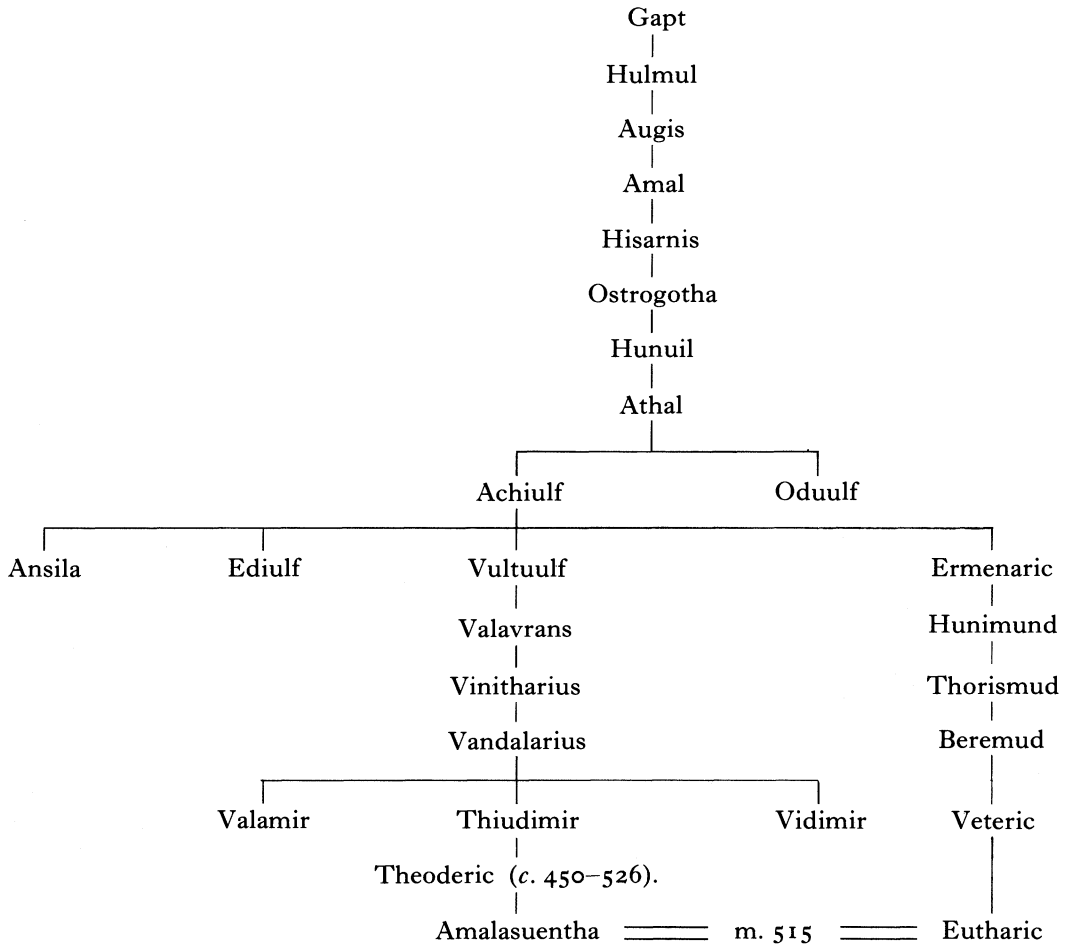 Gapt
Hulmul
Augis
Amal
Hisarnis
Ostrogotha
Hunuil
Athal
Achiulf Oduulf
Ansila Ediulf Vultuulf Ermenaric
Valavrans Hunimund
Vinitharius Thorismud
Vandalarius Beremud
Valamir Thiudimir Vidimir Veteric
Theoderic (c. 450–526).
Amalasuentha m. 515 Eutharic